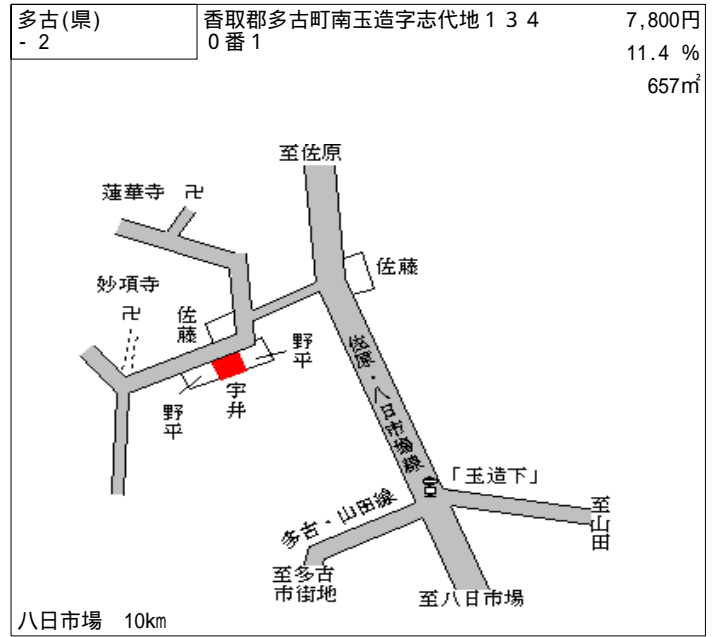 多古(県)
- 2
香取郡多古町南玉造字志代地１３４
０番１
7,800円
11.4 %
657㎡
至佐原
蓮華寺 卍
佐藤
妙項寺
卍
佐藤
野平
宇井
野平
佐原・八日市場線
「玉造下」
多古・山田線
至山田
至多古
市街地
至八日市場
八日市場 10km